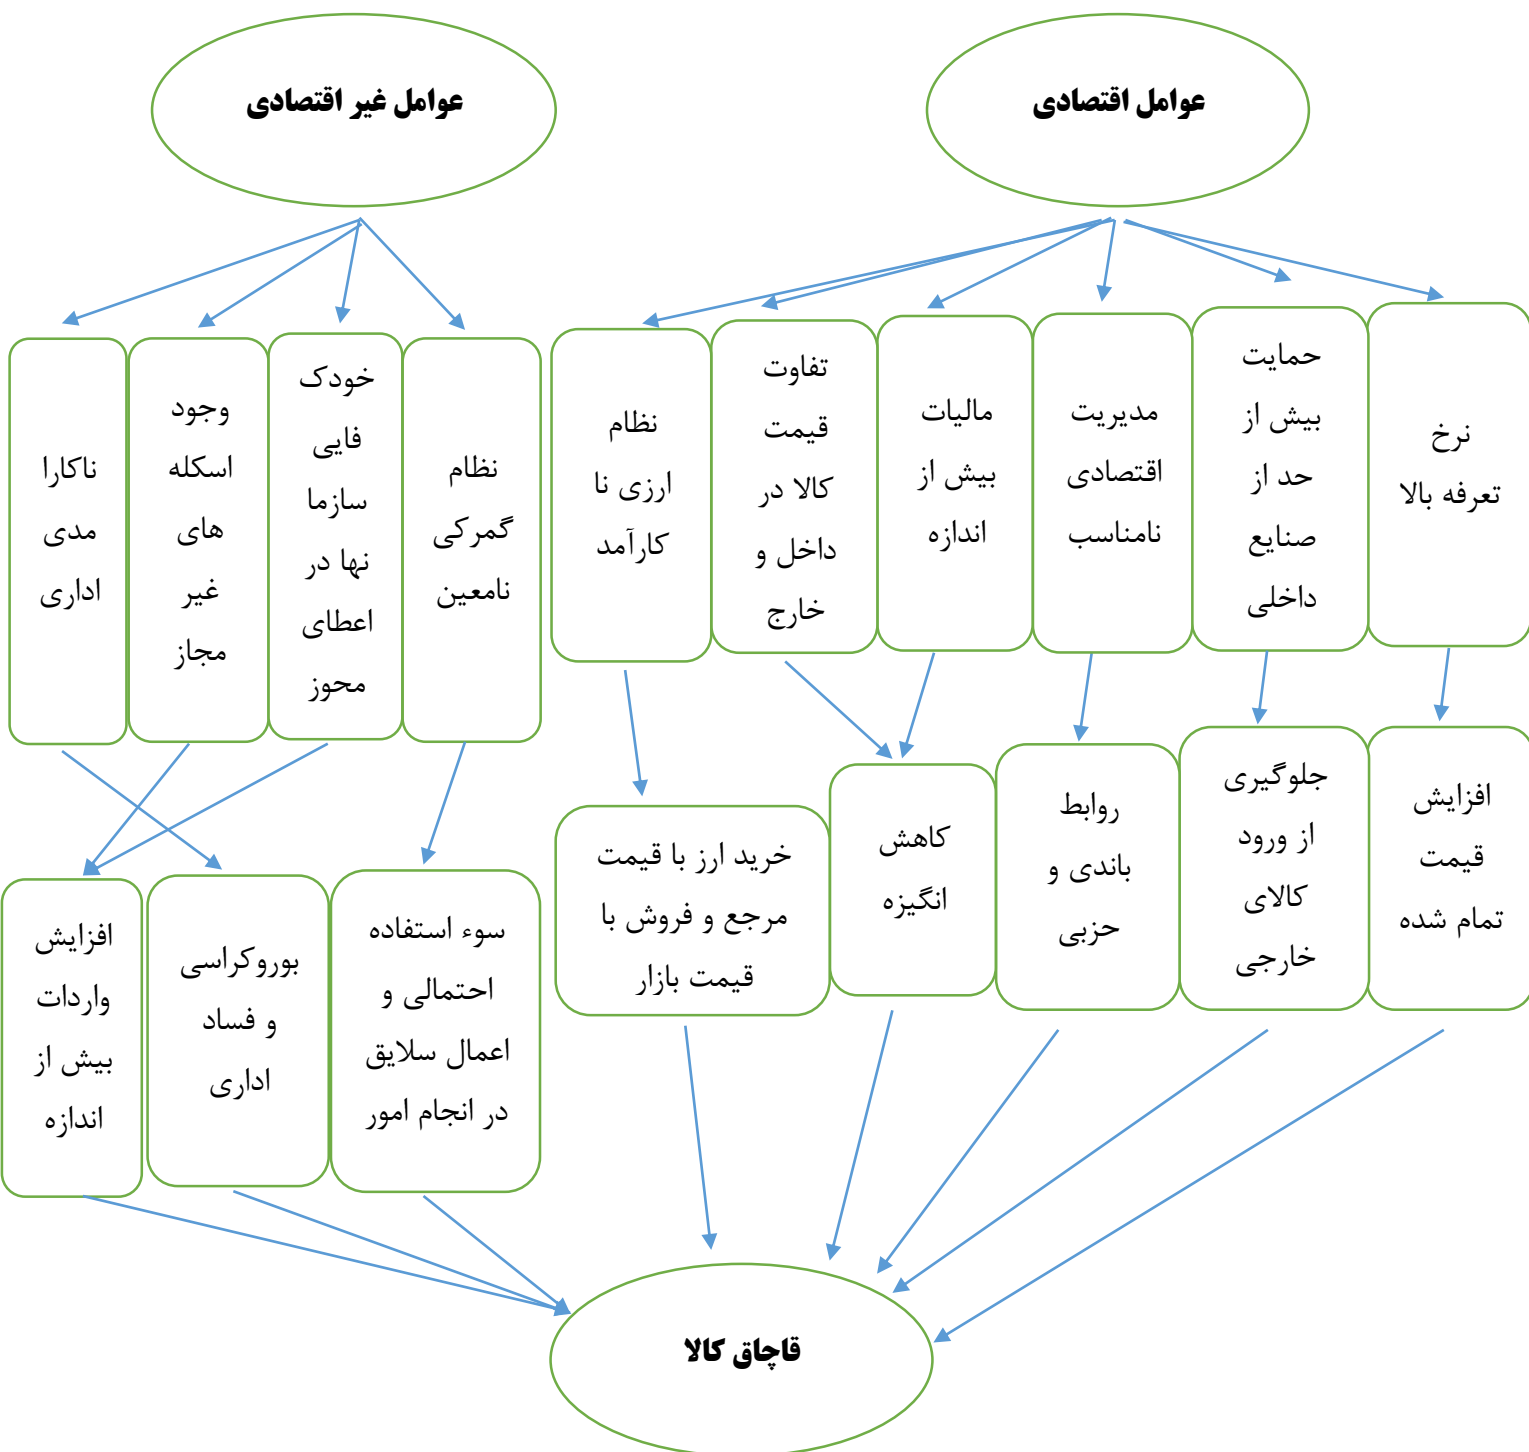 عوامل اقتصادی
عوامل غیر اقتصادی
نرخ
تعرفه بالا
حمایت
بیش از
حد از
صنایع
داخلی
مدیریت
اقتصادی
نامناسب
مالیات
بیش از
اندازه
تفاوت
قیمت
کالا در
داخل و
خارج
نظام
ارزی نا
کارآمد
نظام
گمرکی
نامعین
خودک
فایی
سازما
نها در
اعطای
محوز
وجود
اسکله
های
غیر
مجاز
ناکارا
مدی
اداری
افزایش
قیمت
تمام شده
جلوگیری
از ورود
کالای
خارجی
روابط
باندی و
حزبی
کاهش
انگیزه
خرید ارز با قیمت
مرجع و فروش با
قیمت بازار
سوء استفاده
احتمالی و
اعمال سلایق
در انجام امور
بوروکراسی
و فساد
اداری
افزایش
واردات
بیش از
اندازه
قاچاق کالا